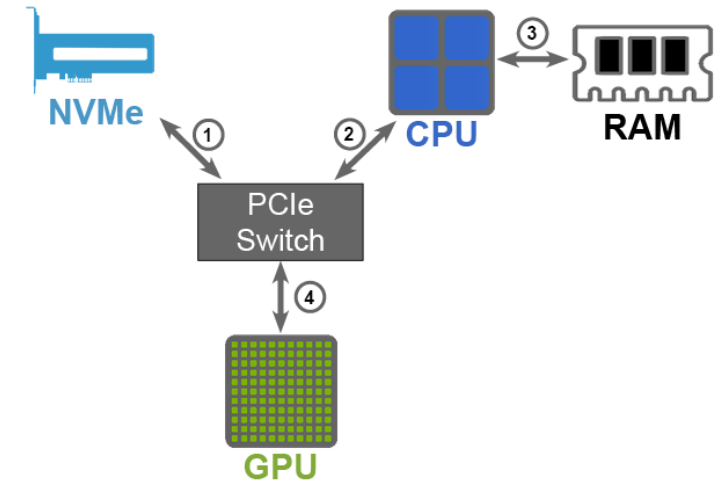 NVMe
1
2
CPU
3
RAM
PCIe
Switch
4
GPU